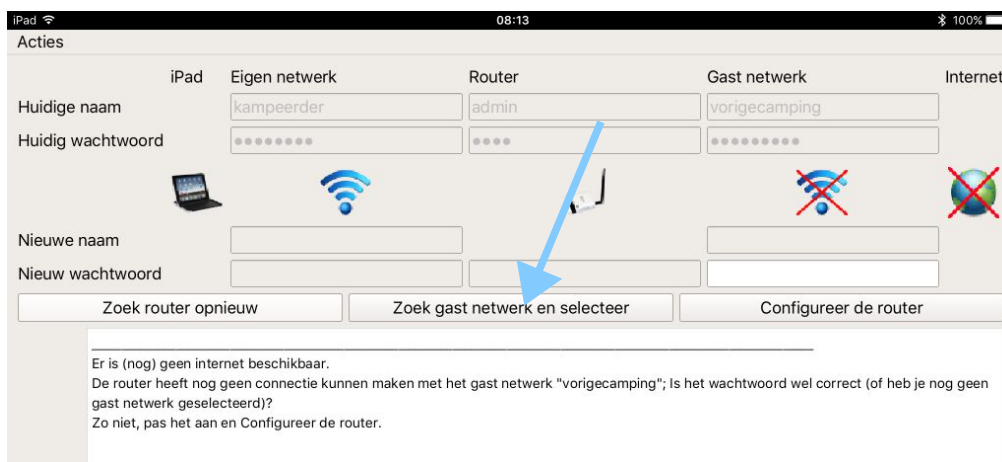 iPad 08:13 100%
Acties
iPad Eigen netwerk Router Gast netwerk Internet
Huidige naam kampeerder admin vorigecamping
Huidig wachtwoord ●●●●●●●● ●●●● ●●●●●●●●●
Nieuwe naam
Nieuw wachtwoord
Zoek router opnieuw Zoek gast netwerk en selecteer Configureer de router
Er is (nog) geen internet beschikbaar.
De router heeft nog geen connectie kunnen maken met het gast netwerk "vorigecamping"; Is het wachtwoord wel correct (of heb je nog geen
gast netwerk geselecteerd)?
Zo niet, pas het aan en Configureer de router.